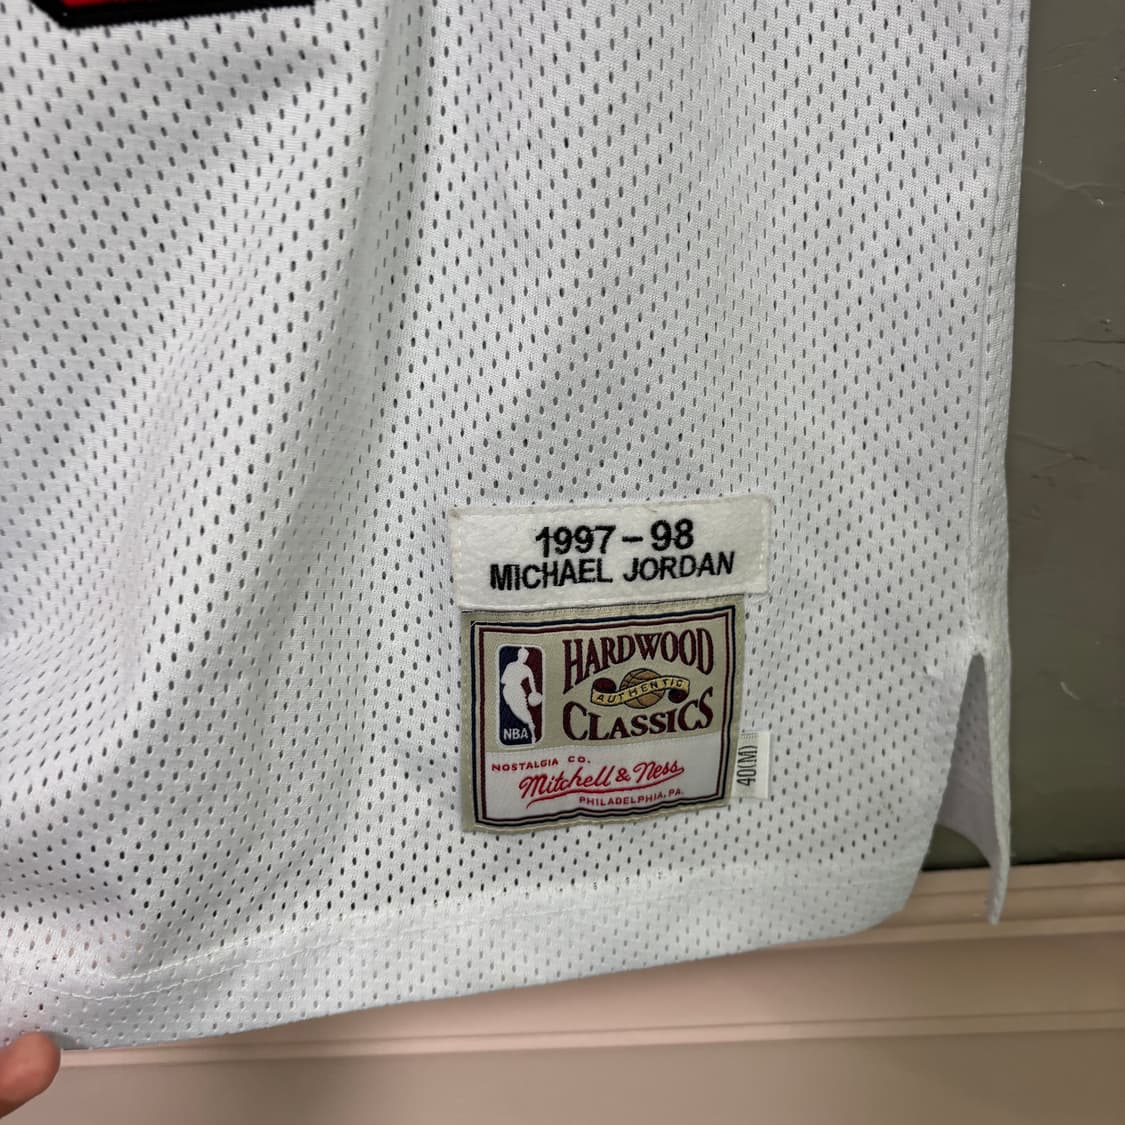 1997-98
MICHAEL JORDAN
HARDWOOD
AUTHENTIC
CLASSICS
NBA
NOSTALGIA CO.
Mitchell & Ness
PHILADELPHIA, PA.
40(M)